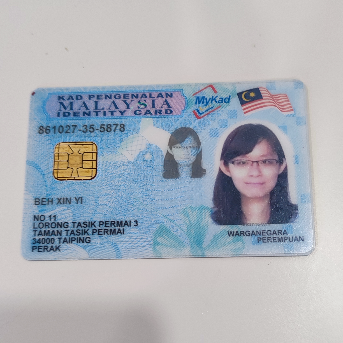 KAD PENGENALAN
MALAYSIA
IDENTITY CARD
MyKad
861027-35-5878
BEH XIN YI
NO 11
LORONG TASIK PERMAI 3
TAMAN TASIK PERMAI
34000 TAIPING
PERAK
WARGANEGARA
PEREMPUAN